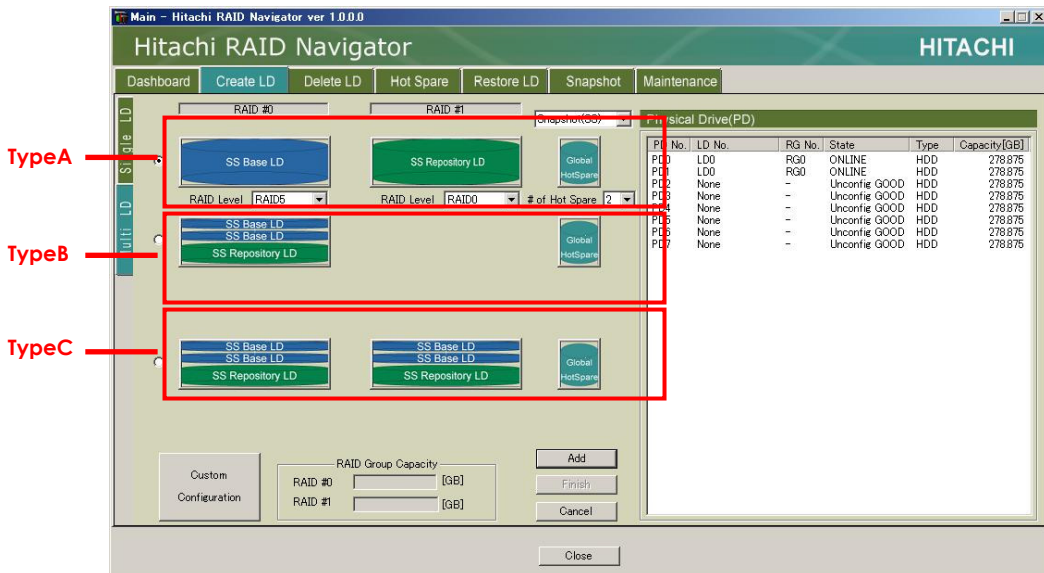 Main - Hitachi RAID Navigator ver 1.0.0.0
Hitachi RAID Navigator
HITACHI
Dashboard Create LD Delete LD Hot Spare Restore LD Snapshot Maintenance
Single LD
Multi LD
RAID #0 RAID #1 Snapshot(SS)
TypeA
SS Base LD SS Repository LD Global HotSpare
RAID Level RAID5 RAID Level RAID0 # of Hot Spare 2
TypeB
SS Base LD
SS Base LD
SS Repository LD
Global HotSpare
TypeC
SS Base LD SS Base LD
SS Base LD SS Base LD
SS Repository LD SS Repository LD
Global HotSpare
Custom Configuration
RAID Group Capacity
RAID #0 [GB]
RAID #1 [GB]
Add
Finish
Cancel
Physical Drive(PD)
PD No. LD No. RG No. State Type Capacity[GB]
PD0 LD0 RG0 ONLINE HDD 278.875
PD1 LD0 RG0 ONLINE HDD 278.875
PD2 None - Unconfig GOOD HDD 278.875
PD3 None - Unconfig GOOD HDD 278.875
PD4 None - Unconfig GOOD HDD 278.875
PD5 None - Unconfig GOOD HDD 278.875
PD6 None - Unconfig GOOD HDD 278.875
PD7 None - Unconfig GOOD HDD 278.875
Close